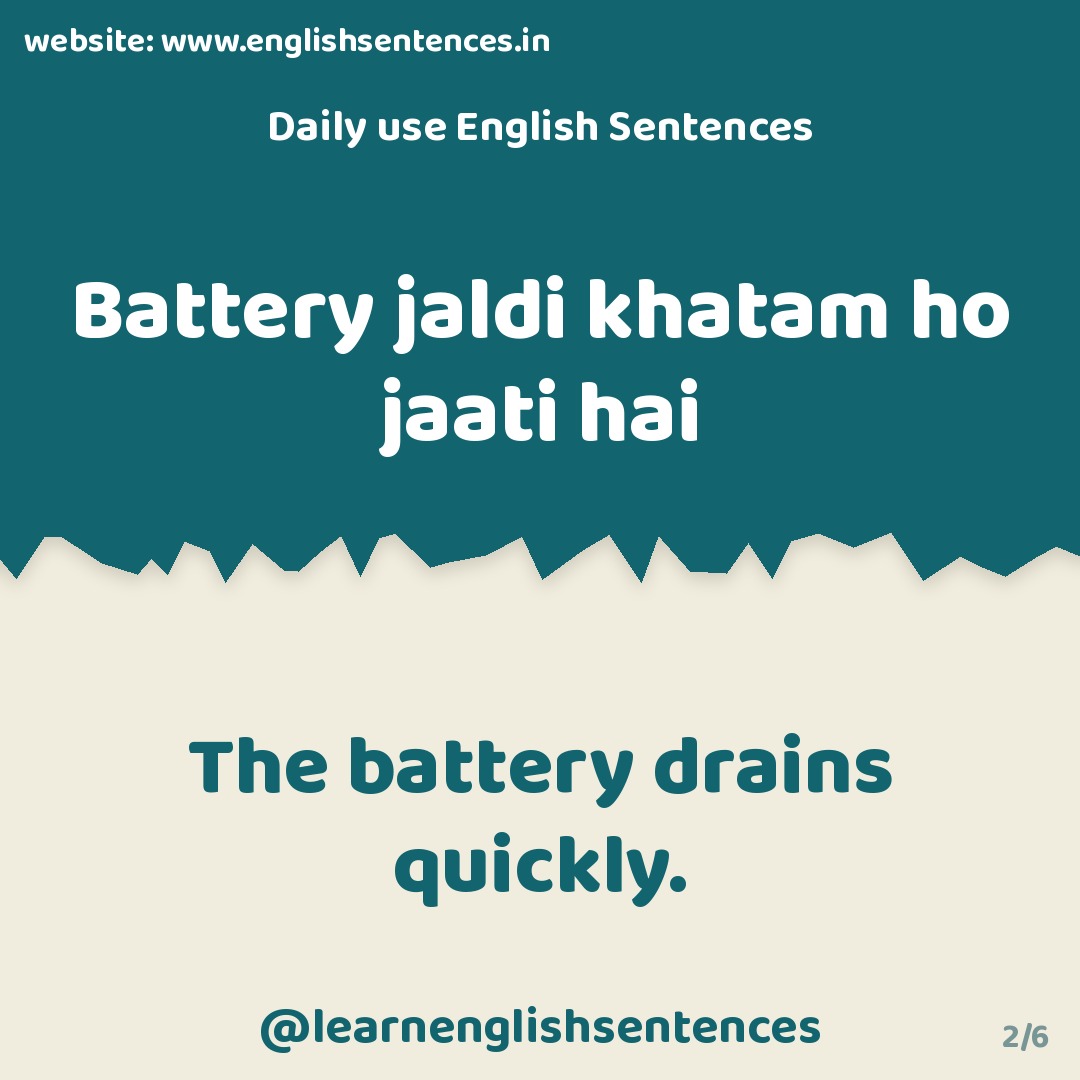 website: www.englishsentences.in
Daily use English Sentences
Battery jaldi khatam ho
jaati hai
The battery drains
quickly.
@learnenglishsentences
2/6